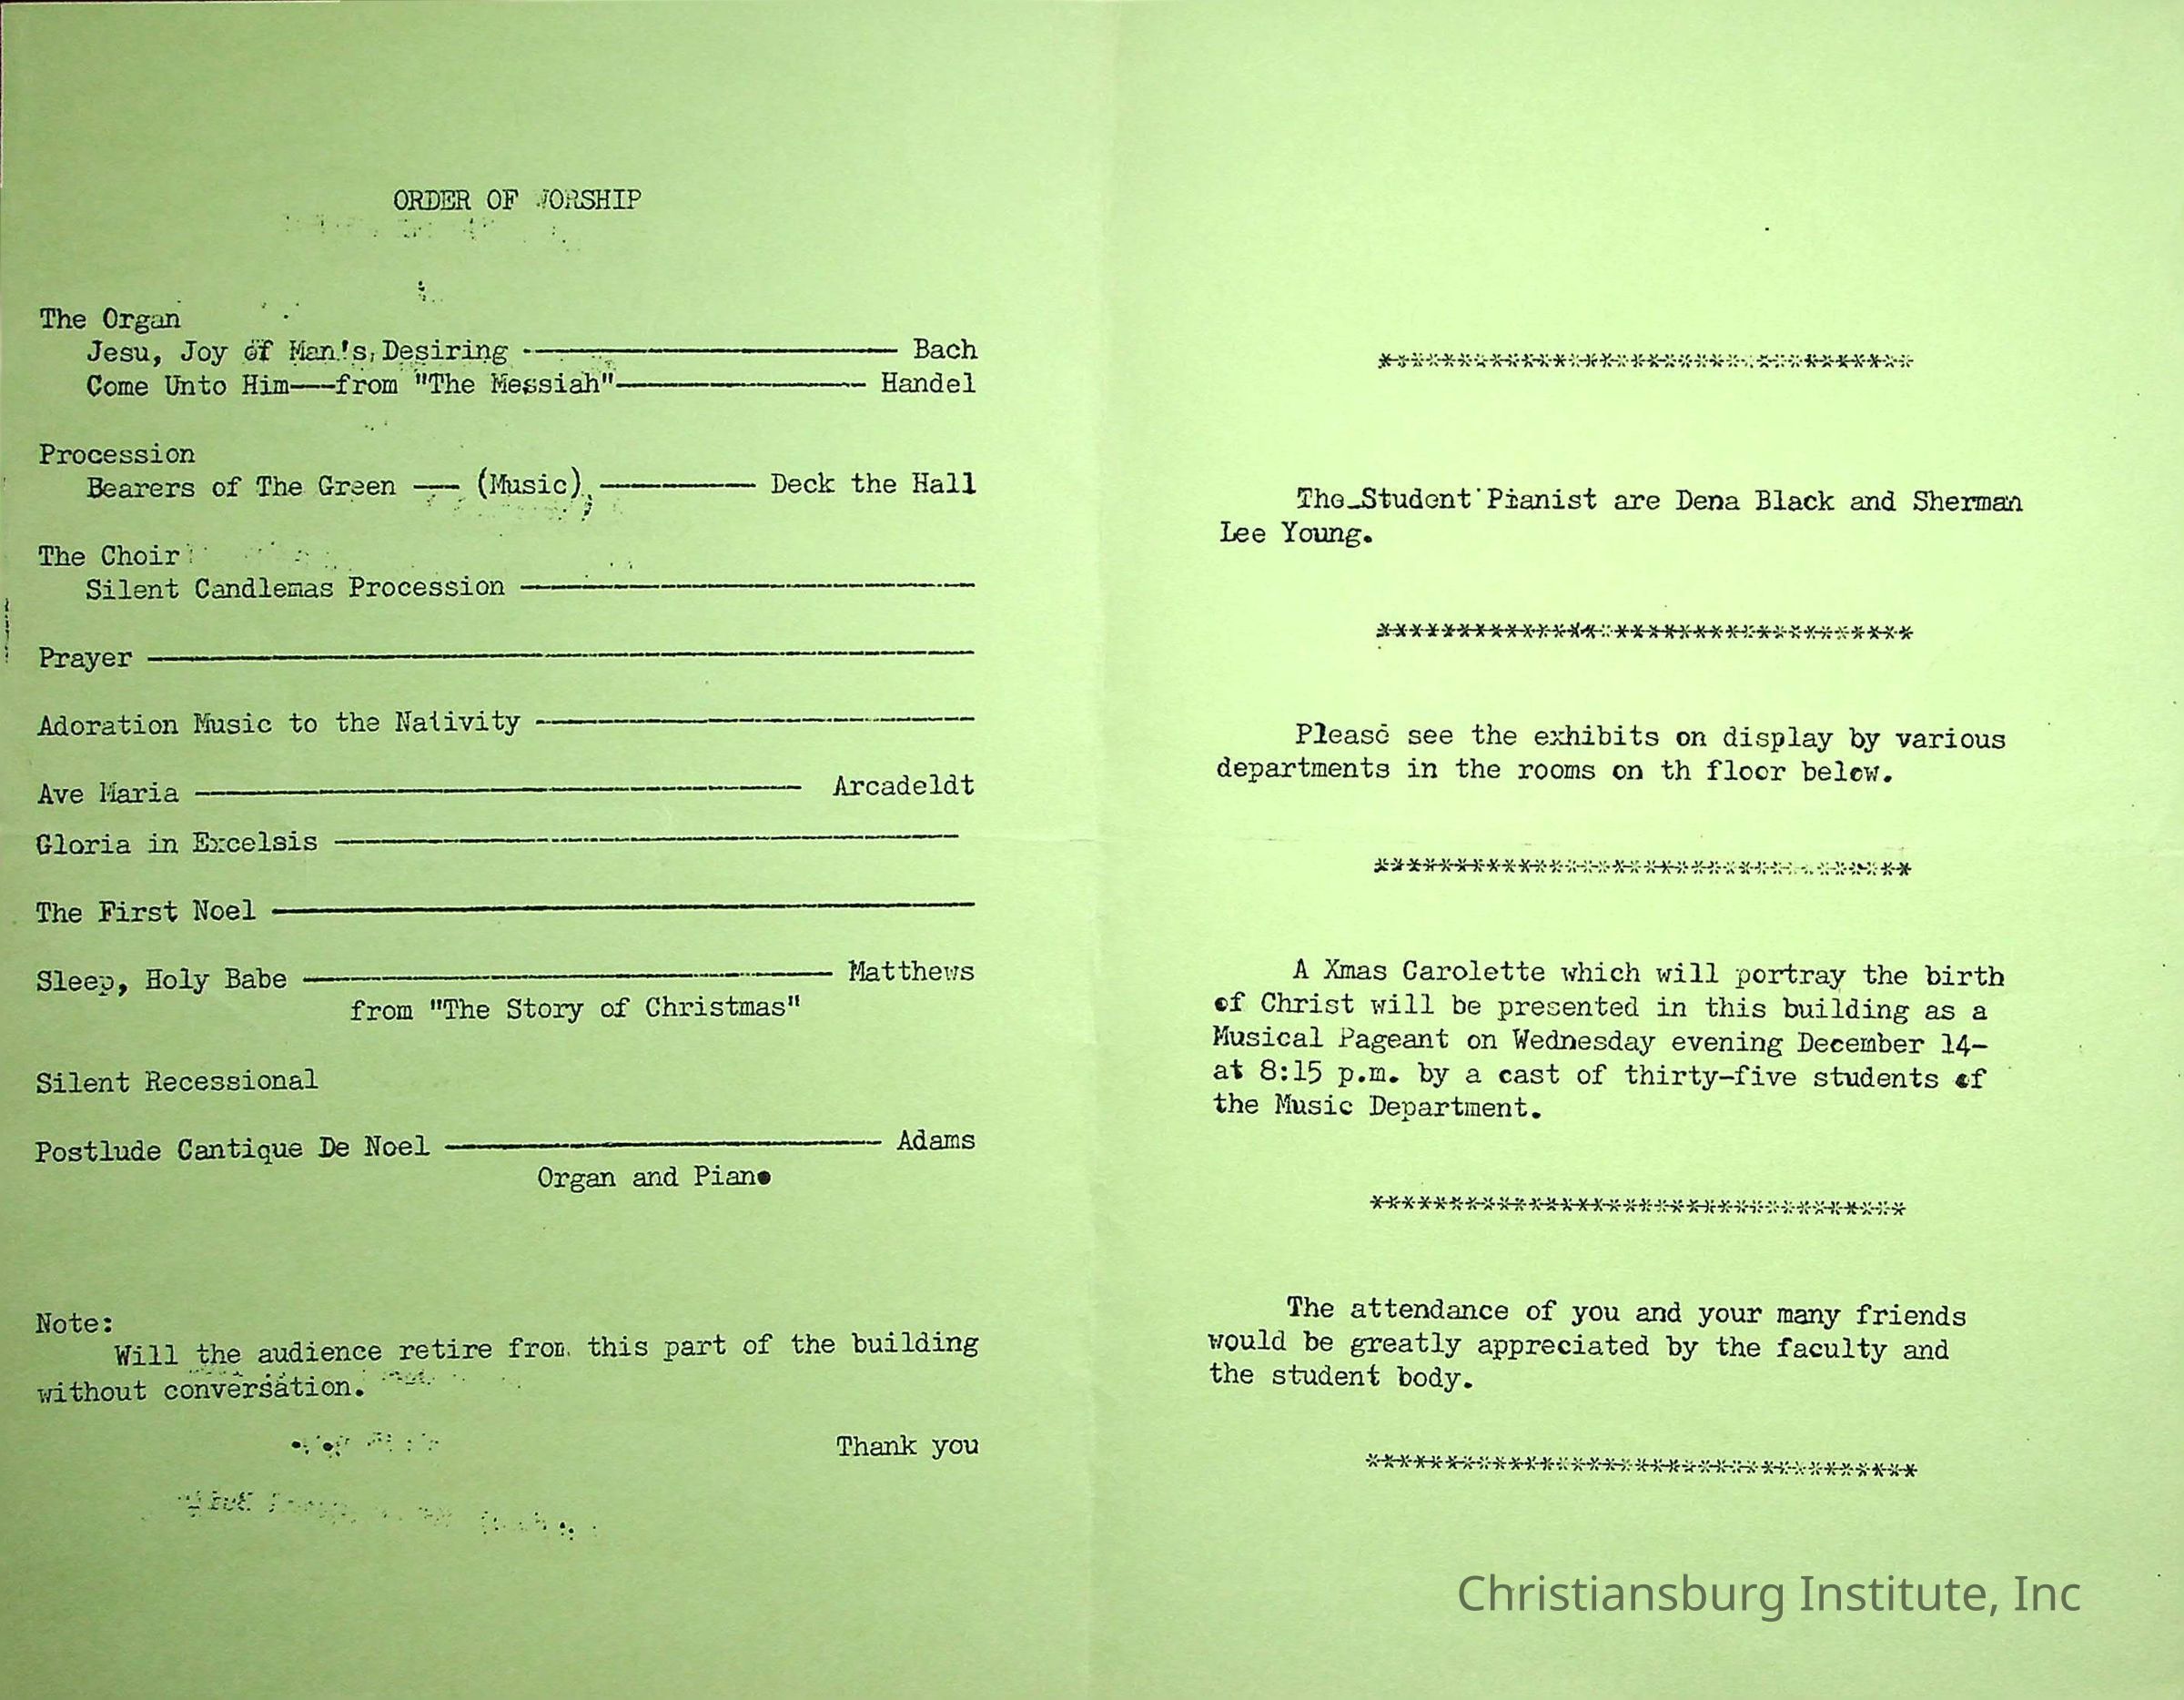 ORDER OF WORSHIP
The Organ
Jesu, Joy of Man's Desiring ——— Bach
Come Unto Him——from "The Messiah"——— Handel
Procession
Bearers of The Green —— (Music) ——— Deck the Hall
The Choir
Silent Candlemas Procession ———
Prayer ———
Adoration Music to the Nativity ———
Ave Maria ——— Arcadeldt
Gloria in Excelsis ———
The First Noel ———
Sleep, Holy Babe ——— Matthews
from "The Story of Christmas"
Silent Recessional
Postlude Cantique De Noel ——— Adams
Organ and Piano
Note:
Will the audience retire from this part of the building
without conversation.
Thank you
**********************************
The Student Pianist are Dena Black and Sherman
Lee Young.
**********************************
Please see the exhibits on display by various
departments in the rooms on th floor below.
**********************************
A Xmas Carolette which will portray the birth
of Christ will be presented in this building as a
Musical Pageant on Wednesday evening December 14-
at 8:15 p.m. by a cast of thirty-five students of
the Music Department.
**********************************
The attendance of you and your many friends
would be greatly appreciated by the faculty and
the student body.
***********************************
Christiansburg Institute, Inc